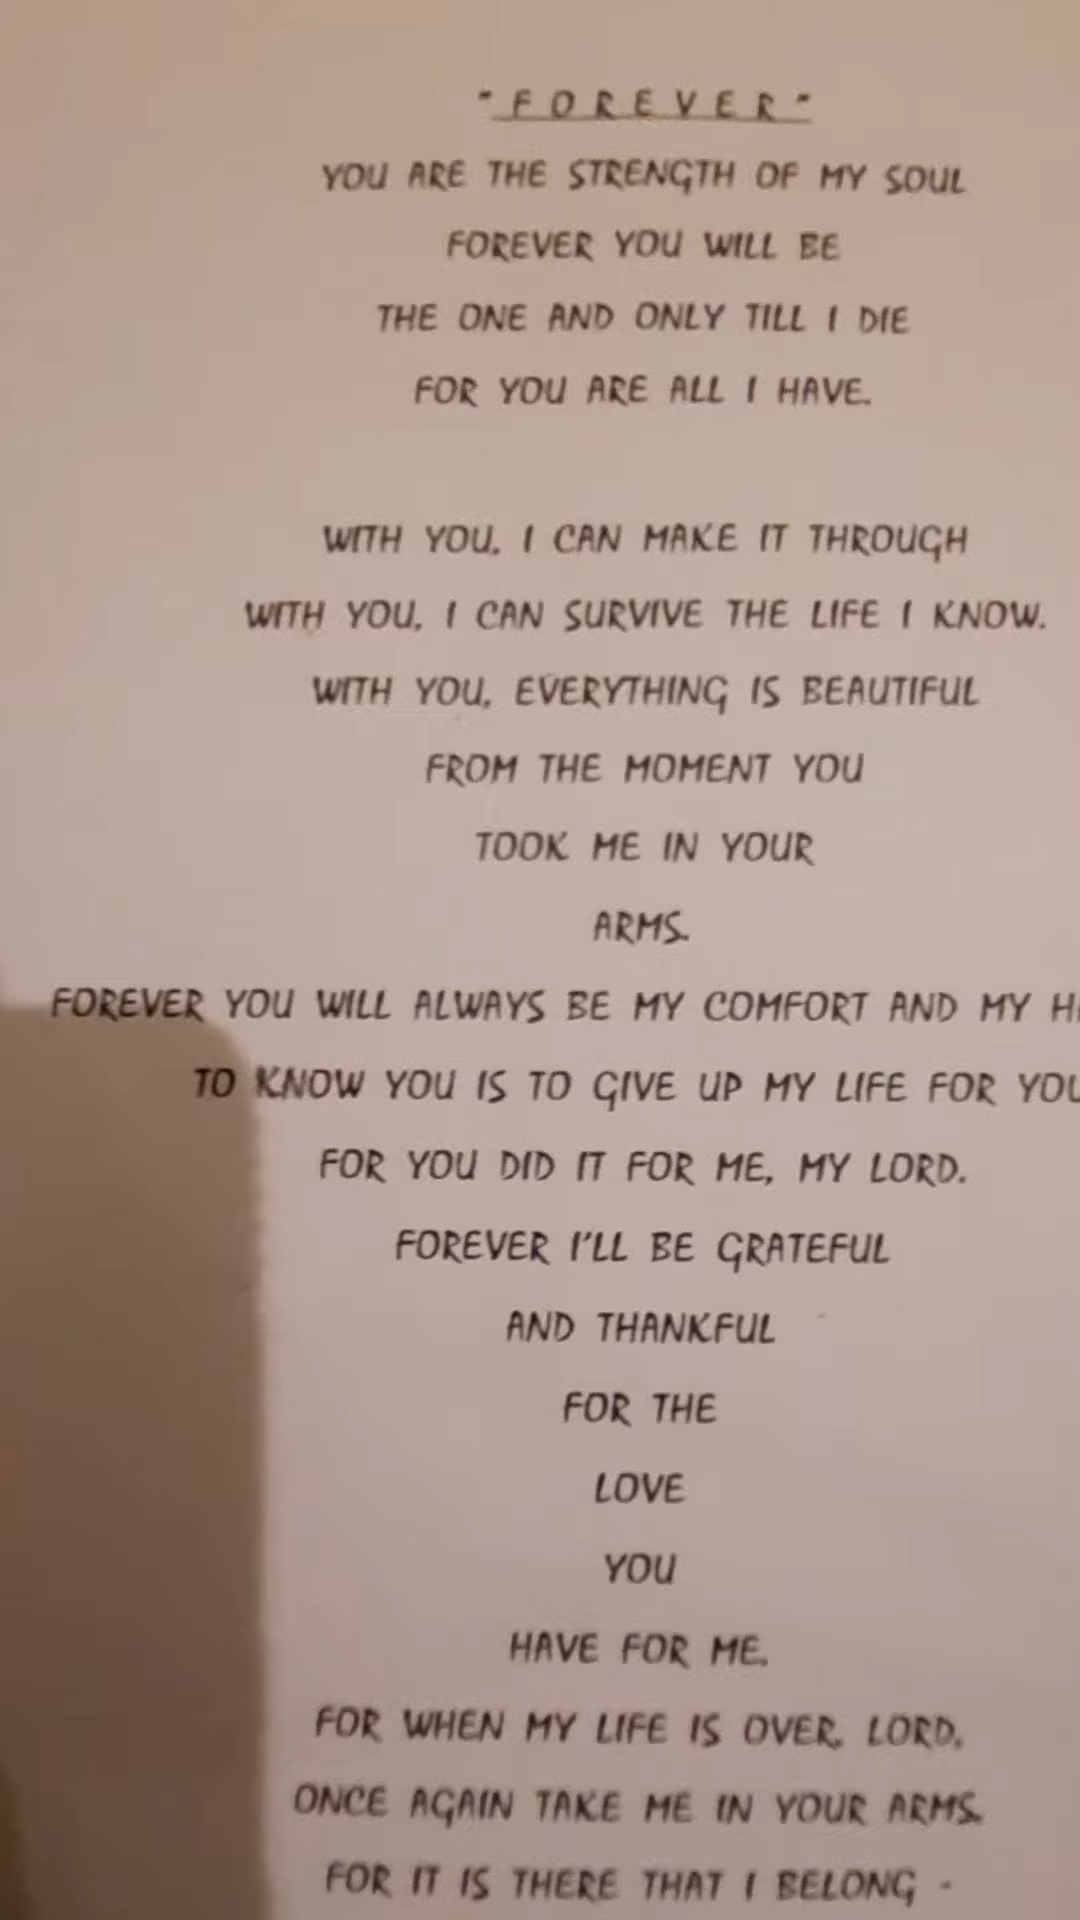 "FOREVER"
YOU ARE THE STRENGTH OF MY SOUL
FOREVER YOU WILL BE
THE ONE AND ONLY TILL I DIE
FOR YOU ARE ALL I HAVE.
WITH YOU, I CAN MAKE IT THROUGH
WITH YOU, I CAN SURVIVE THE LIFE I KNOW.
WITH YOU, EVERYTHING IS BEAUTIFUL
FROM THE MOMENT YOU
TOOK ME IN YOUR
ARMS.
FOREVER YOU WILL ALWAYS BE MY COMFORT AND MY
TO KNOW YOU IS TO GIVE UP MY LIFE FOR YOU
FOR YOU DID IT FOR ME, MY LORD.
FOREVER I'LL BE GRATEFUL
AND THANKFUL
FOR THE
LOVE
YOU
HAVE FOR ME.
FOR WHEN MY LIFE IS OVER, LORD,
ONCE AGAIN TAKE ME IN YOUR ARMS.
FOR IT IS THERE THAT I BELONG -